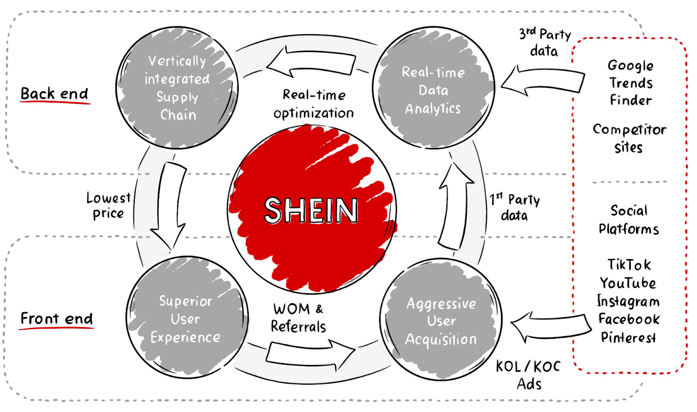 3rd Party
data
Vertically
integrated
Supply
Chain
Real-time
Data
Analytics
Google
Trends
Finder
Back end
Real-time
optimization
Competitor
sites
Lowest
price
SHEIN
1st Party
data
Social
Platforms
TikTok
YouTube
Instagram
Facebook
Pinterest
Front end
Superior
User
Experience
WOM &
Referrals
Aggressive
User
Acquisition
KOL / KOC
Ads